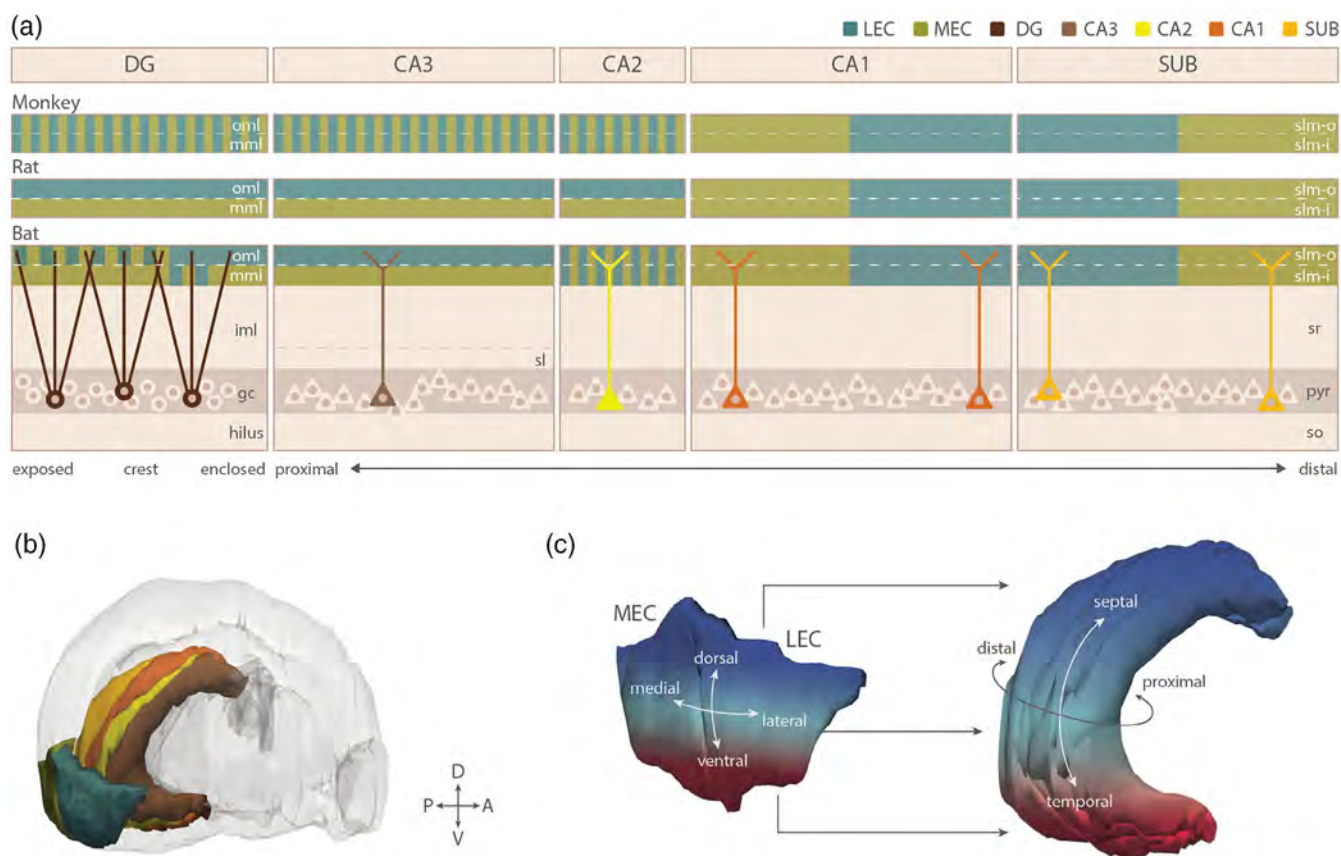 (a)
LEC MEC DG CA3 CA2 CA1 SUB
DG CA3 CA2 CA1 SUB
Monkey
oml slm-o
mml slm-i
Rat
oml slm-o
mml slm-i
Bat
oml slm-o
mml slm-i
iml sr
sl
gc pyr
hilus so
exposed crest enclosed proximal distal
(b)
D
P A
V
(c)
MEC
LEC
dorsal
medial
lateral
ventral
septal
distal
proximal
temporal